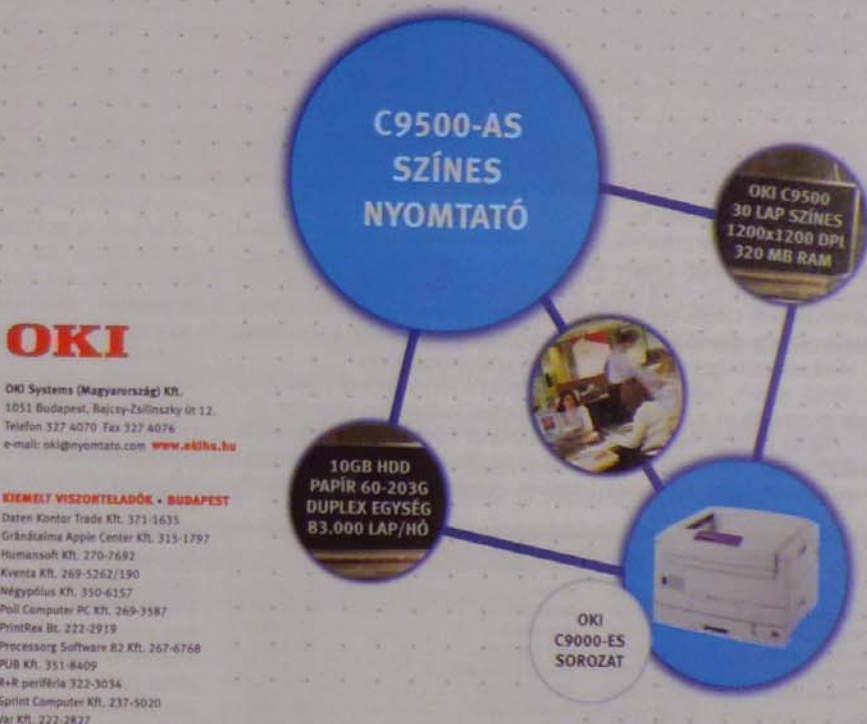 C9500-AS
SZÍNES
NYOMTATÓ
OKI C9500
30 LAP SZÍNES
1200x1200 DPI
320 MB RAM
OKI
OKI Systems (Magyarország) Kft.
1051 Budapest, Bajcsy-Zsilinszky út 12.
Telefon 327 4070 Fax 327 4076
e-mail: oki@nyomtato.com www.okihu.hu
10GB HDD
PAPÍR 60-203G
DUPLEX EGYSÉG
83.000 LAP/HÓ
KIEMELT VISZONTELADÓK • BUDAPEST
Daten Kontor Trade Kft. 371-1635
Gránátalma Apple Center Kft. 315-1797
Humansoft Kft. 270-7692
Kventa Kft. 269-5262/190
Négypólus Kft. 350-6157
Poli Computer PC Kft. 269-3587
PrintRex Bt. 222-2919
Processorg Software 82 Kft. 267-6768
PUB Kft. 351-8409
R+R periféria 322-3034
Sprint Computer Kft. 237-5020
Var Kft. 222-2827
OKI
C9000-ES
SOROZAT